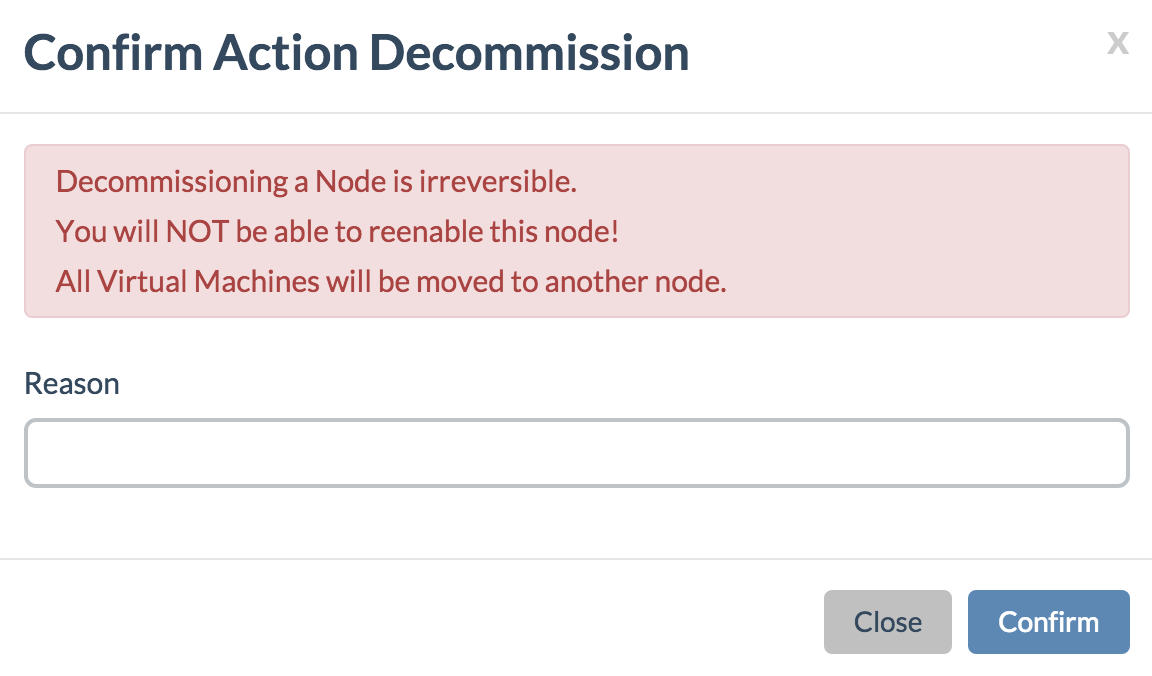 Confirm Action Decommission
X
Decommissioning a Node is irreversible.
You will NOT be able to reenable this node!
All Virtual Machines will be moved to another node.
Reason
Close
Confirm